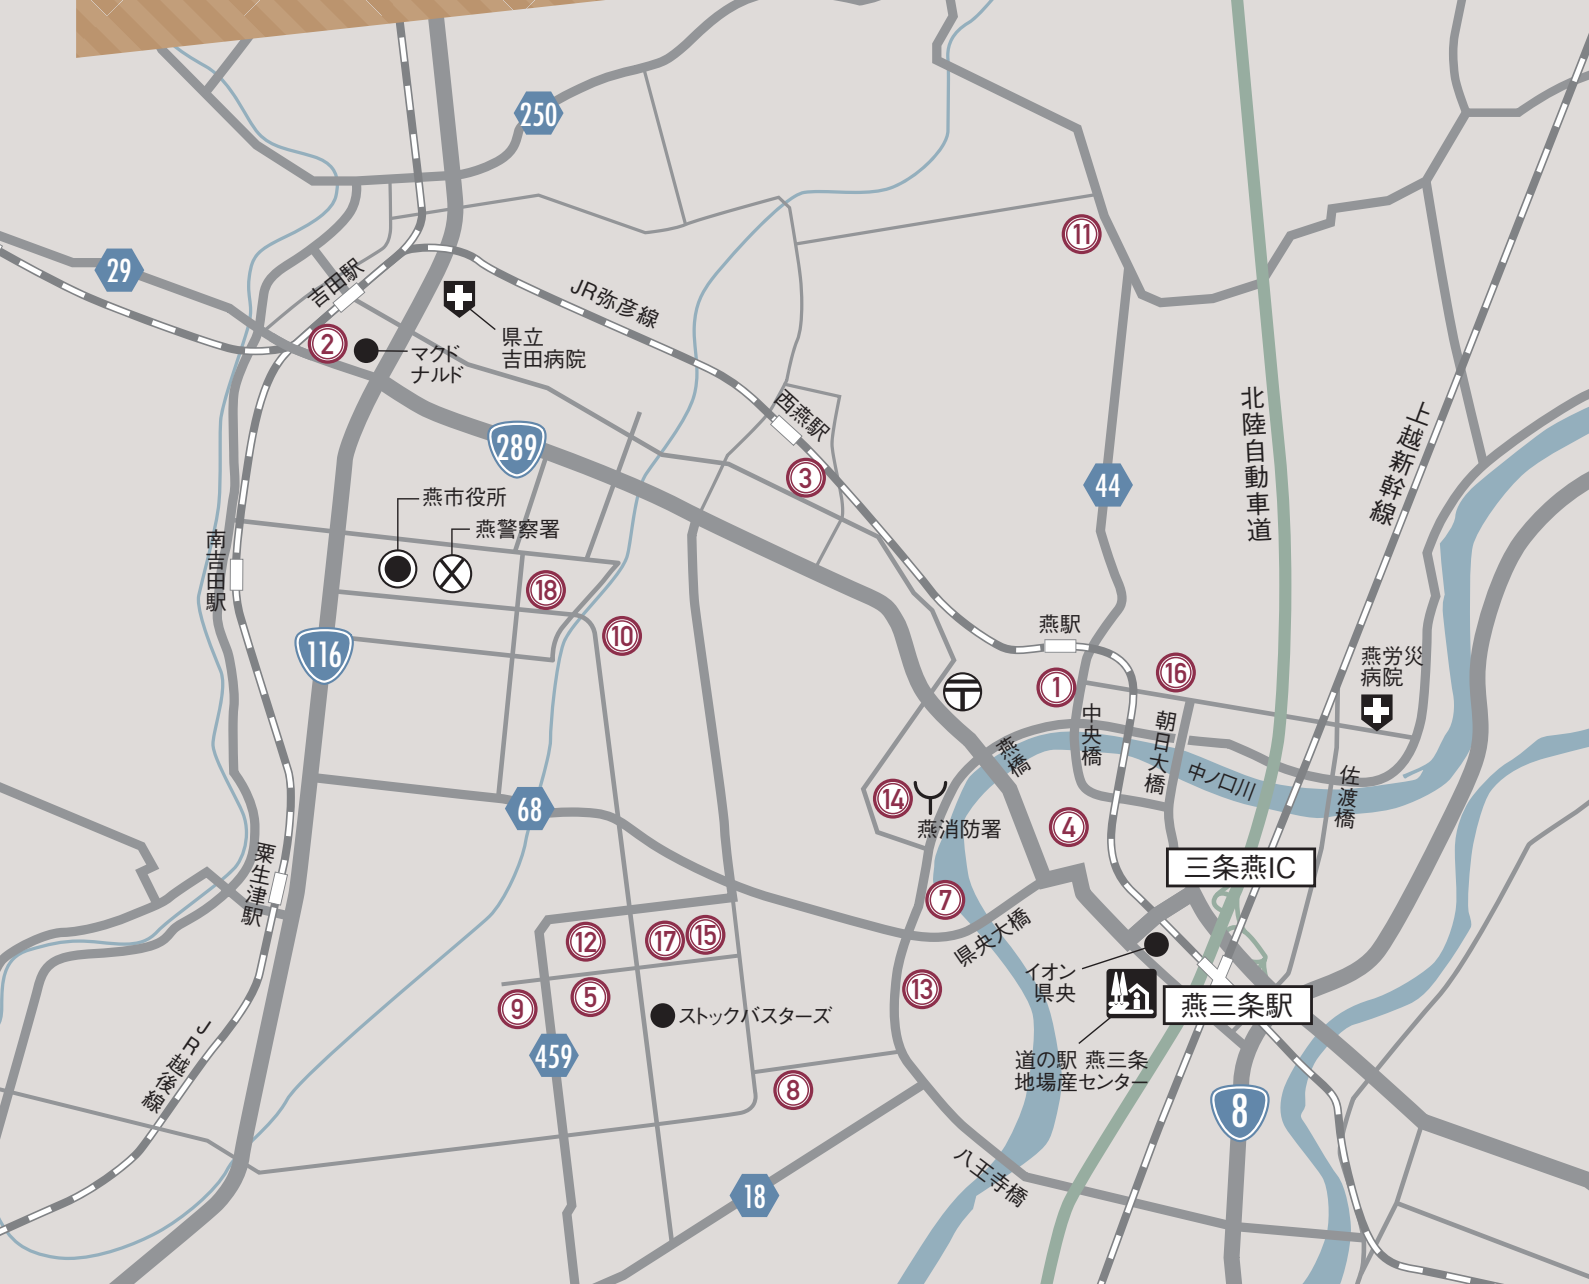 250
⑪
29
吉田駅
JR弥彦線
②
マクド
ナルド
県立
吉田病院
西燕駅
北陸自動車道
上越新幹線
289
③
44
燕市役所
燕警察署
南吉田駅
⑱
⑩
116
燕駅
①
⑯
燕労災
病院
中央橋
朝日大橋
燕橋
中ノ口川
佐渡橋
68
⑭
燕消防署
④
粟生津駅
三条燕IC
⑦
県央大橋
⑫
⑰
⑮
イオン
県央
⑬
⑤
⑨
ストックバスターズ
燕三条駅
JR越後線
459
道の駅 燕三条
地場産センター
⑧
8
八王寺橋
18